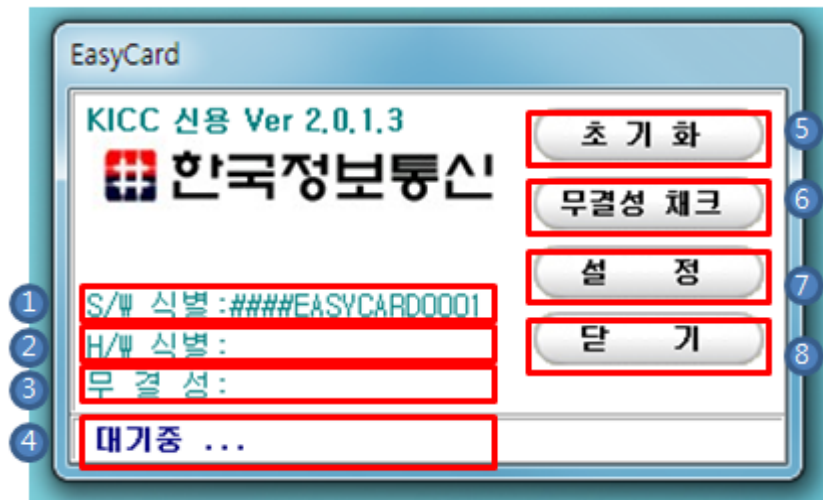 EasyCard
KICC 신용 Ver 2.0.1.3
한국정보통신
초 기 화
5
무결성 채크
6
설 정
7
닫 기
8
1
S/W 식별:####EASYCARD0001
2
H/W 식별:
3
무 결 성:
4
대기중 ...